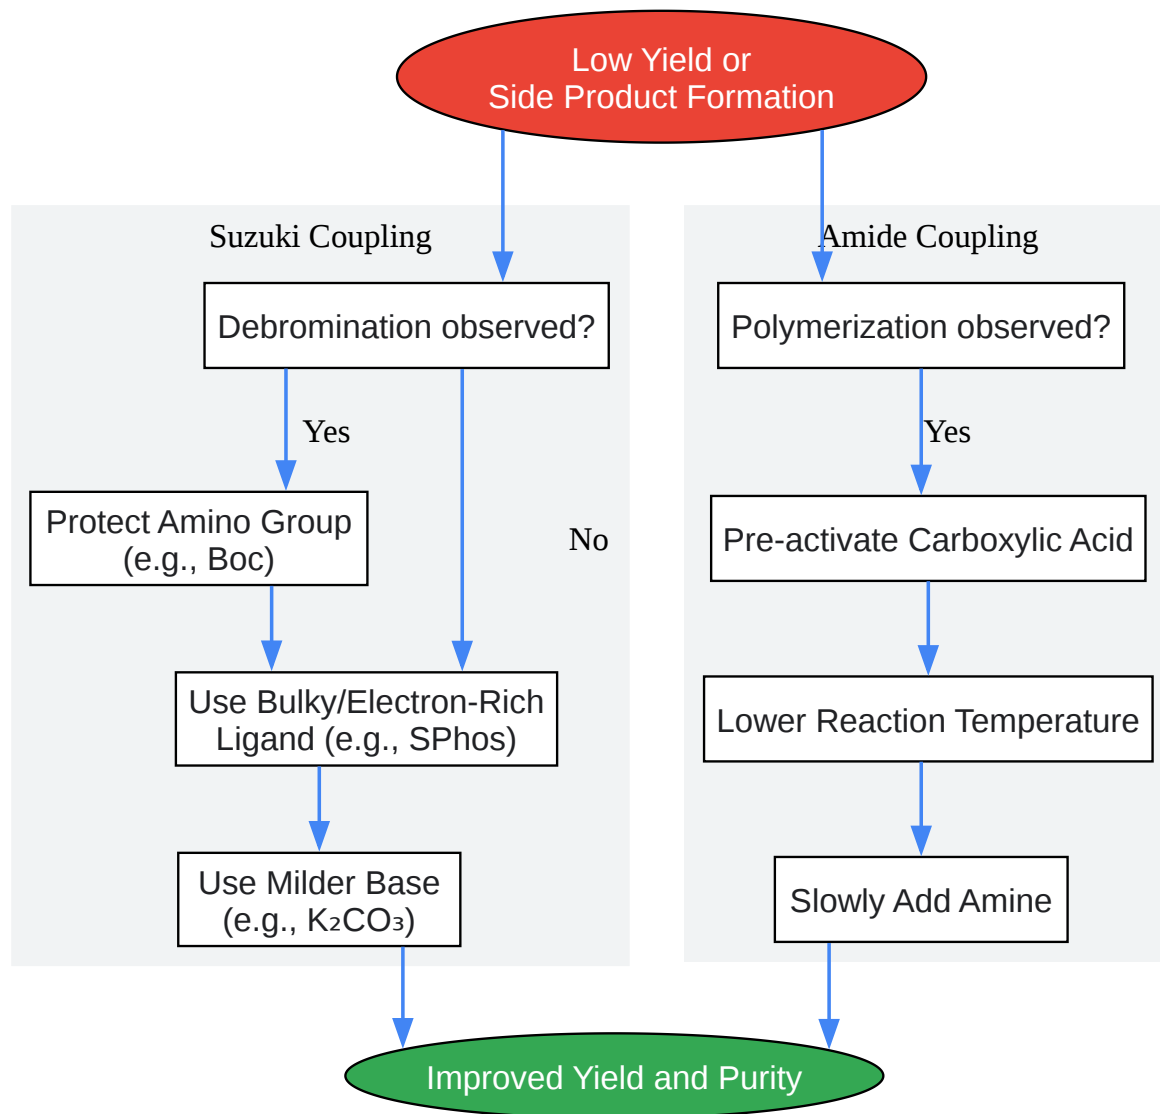 Low Yield or
Side Product Formation
Suzuki Coupling
Debromination observed?
Yes
Protect Amino Group
(e.g., Boc)
No
Use Bulky/Electron-Rich
Ligand (e.g., SPhos)
Use Milder Base
(e.g., K₂CO₃)
Amide Coupling
Polymerization observed?
Yes
Pre-activate Carboxylic Acid
Lower Reaction Temperature
Slowly Add Amine
Improved Yield and Purity